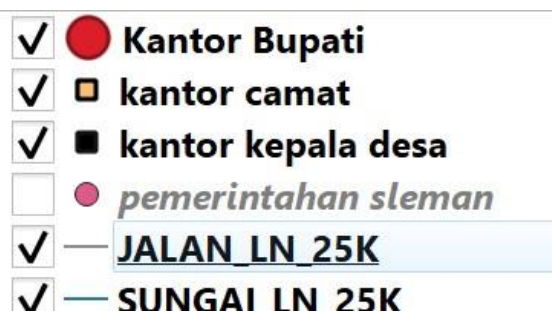 Kantor Bupati
kantor camat
kantor kepala desa
pemerintahan sleman
JALAN_LN_25K
SUNGAI_LN_25K